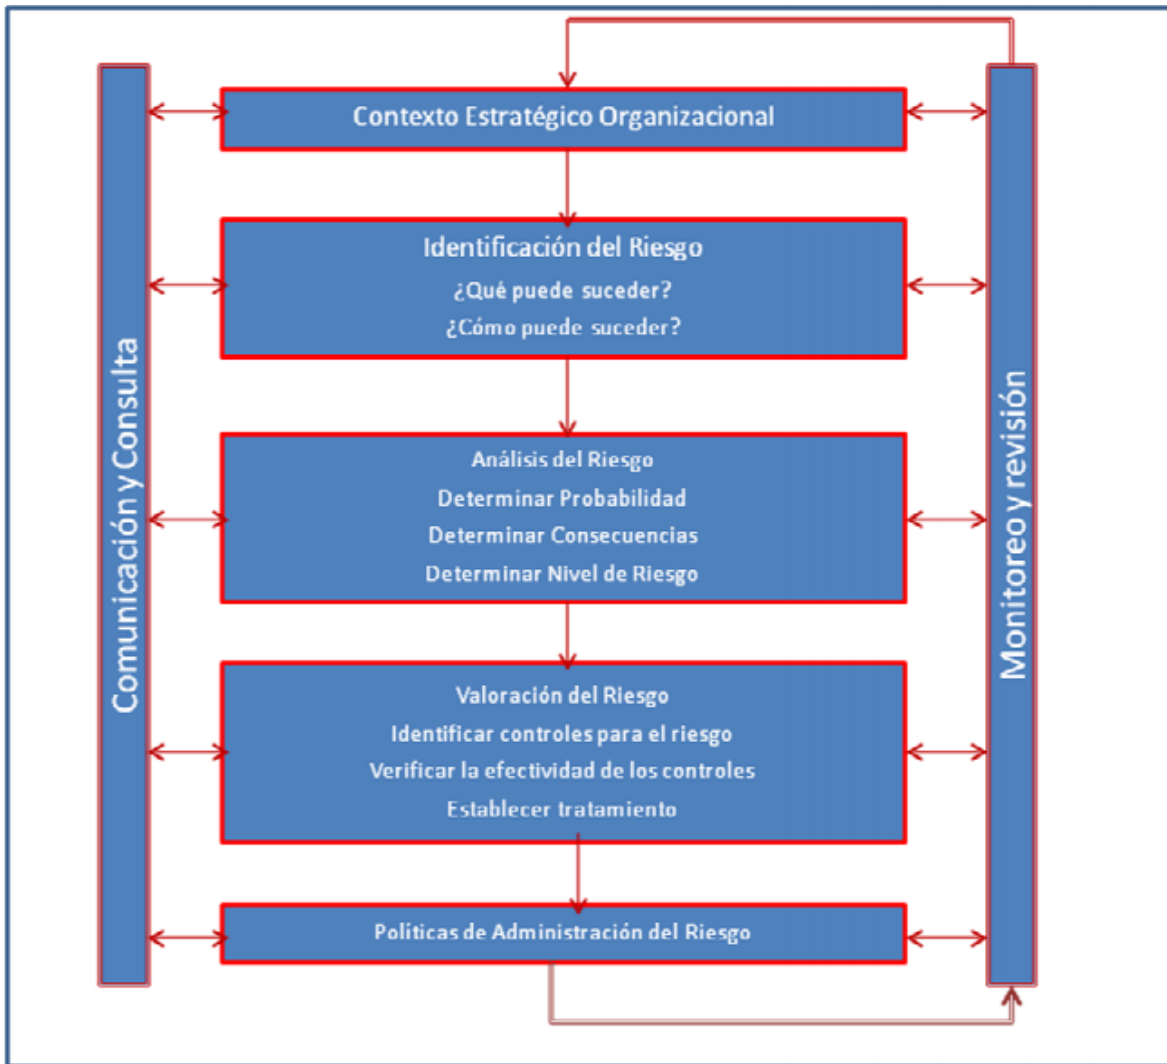 Comunicación y Consulta
Contexto Estratégico Organizacional
Identificación del Riesgo
¿Qué puede suceder?
¿Cómo puede suceder?
Análisis del Riesgo
Determinar Probabilidad
Determinar Consecuencias
Determinar Nivel de Riesgo
Valoración del Riesgo
Identificar controles para el riesgo
Verificar la efectividad de los controles
Establecer tratamiento
Políticas de Administración del Riesgo
Monitoreo y revisión